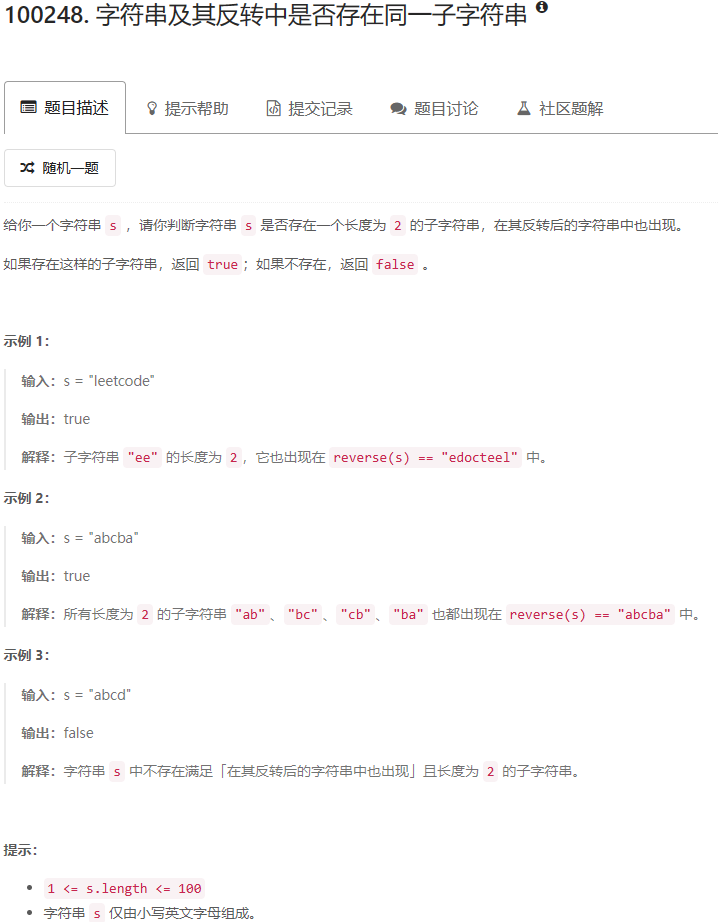 100248. 字符串及其反转中是否存在同一子字符串
题目描述 提示帮助 提交记录 题目讨论 社区题解
随机一题
给你一个字符串 s ，请你判断字符串 s 是否存在一个长度为 2 的子字符串，在其反转后的字符串中也出现。
如果存在这样的子字符串，返回 true；如果不存在，返回 false 。
示例 1：
输入：s = "leetcode"
输出：true
解释：子字符串 "ee" 的长度为 2，它也出现在 reverse(s) == "edocteel" 中。
示例 2：
输入：s = "abcba"
输出：true
解释：所有长度为 2 的子字符串 "ab"、"bc"、"cb"、"ba" 也都出现在 reverse(s) == "abcba" 中。
示例 3：
输入：s = "abcd"
输出：false
解释：字符串 s 中不存在满足「在其反转后的字符串中也出现」且长度为 2 的子字符串。
提示：
1 <= s.length <= 100
字符串 s 仅由小写英文字母组成。